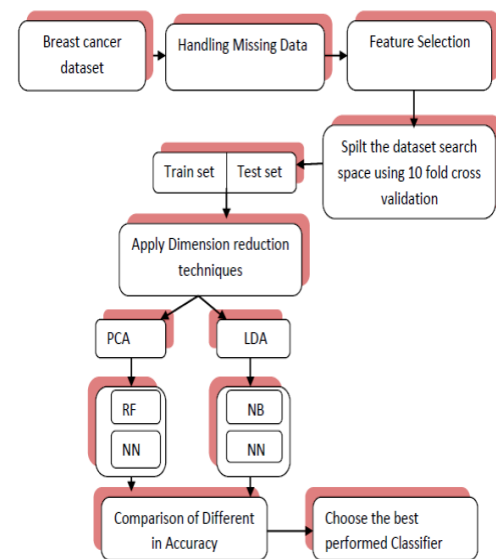 Breast cancer
dataset
Handling Missing Data
Feature Selection
Spilt the dataset search
space using 10 fold cross
validation
Train set
Test set
Apply Dimension reduction
techniques
PCA
LDA
RF
NN
NB
NN
Comparison of Different
in Accuracy
Choose the best
performed Classifier